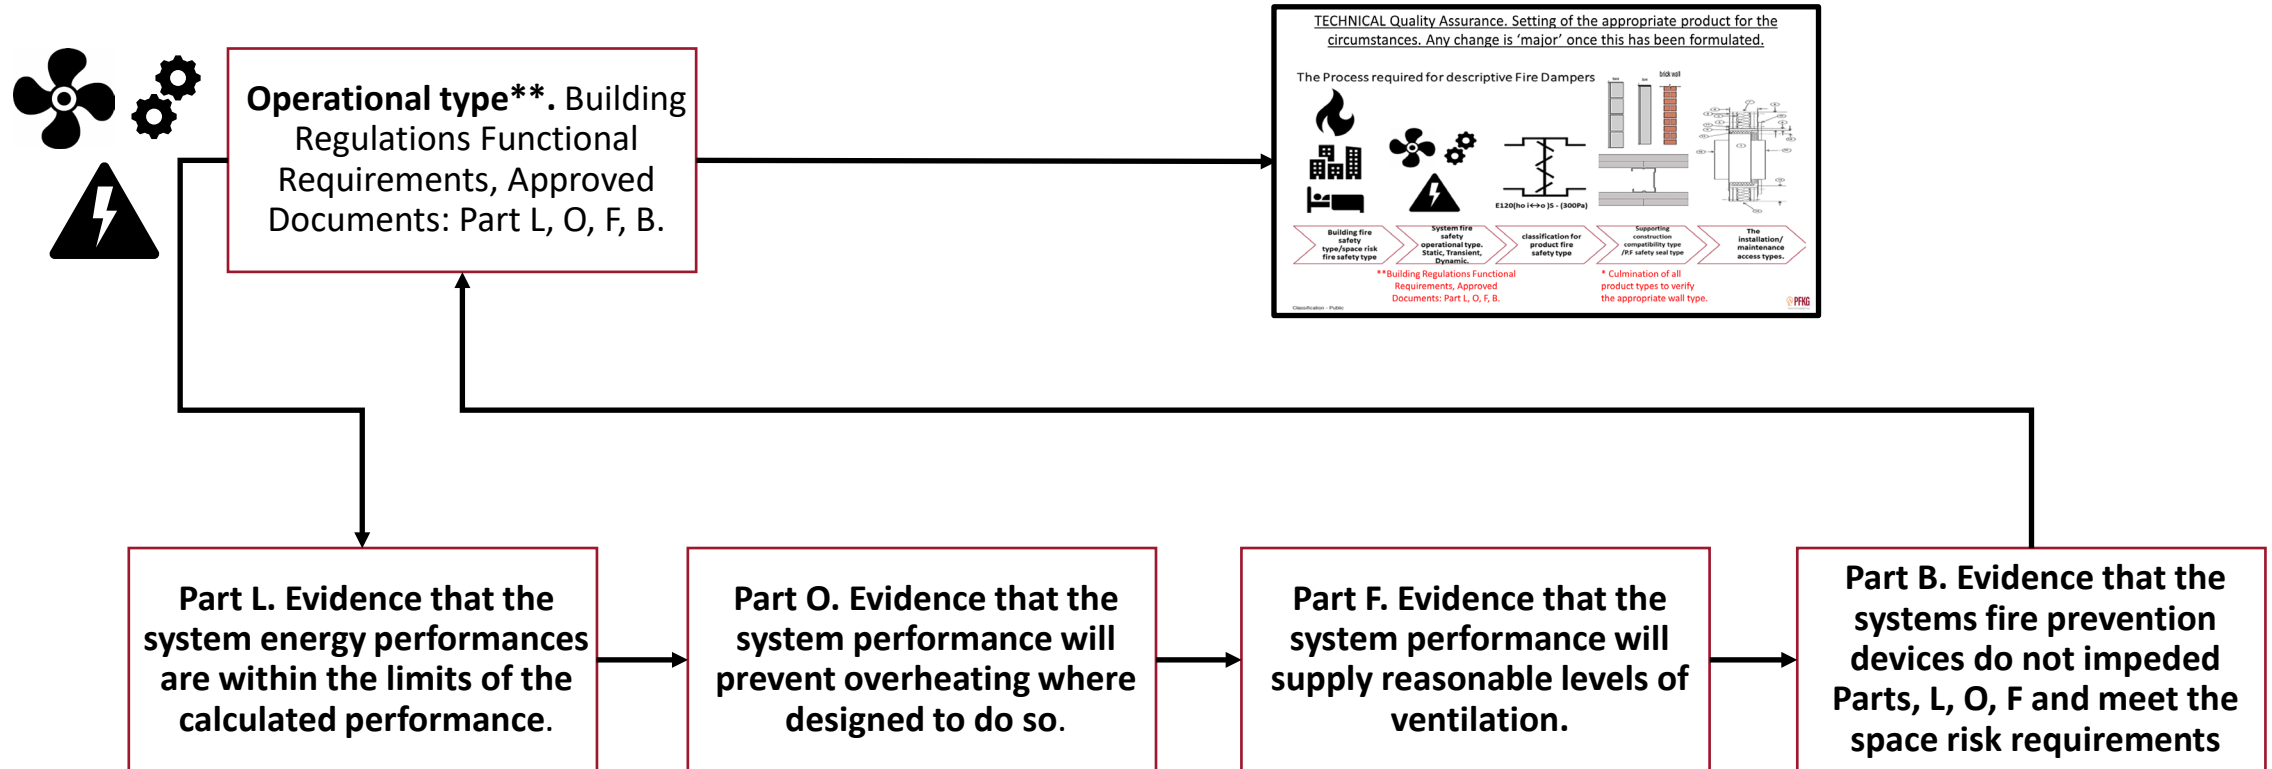 Operational type**. Building
Regulations Functional
Requirements, Approved
Documents: Part L, O, F, B.
TECHNICAL Quality Assurance. Setting of the appropriate product for the
circumstances. Any change is ‘major’ once this has been formulated.
The Process required for descriptive Fire Dampers
brick wall
E120(ho i↔o )S - (300Pa)
Building fire
safety
type/space risk
fire safety type
System fire
safety
operational type.
Static, Transient,
Dynamic.
classification for
product fire
safety type
Supporting
construction
compatibility type
/P.F safety seal type
The
installation/
maintenance
access types.
**Building Regulations Functional
Requirements, Approved
Documents: Part L, O, F, B.
* Culmination of all
product types to verify
the appropriate wall type.
Classification - Public
PFKG
Part L. Evidence that the
system energy performances
are within the limits of the
calculated performance.
Part O. Evidence that the
system performance will
prevent overheating where
designed to do so.
Part F. Evidence that the
system performance will
supply reasonable levels of
ventilation.
Part B. Evidence that the
systems fire prevention
devices do not impeded
Parts, L, O, F and meet the
space risk requirements